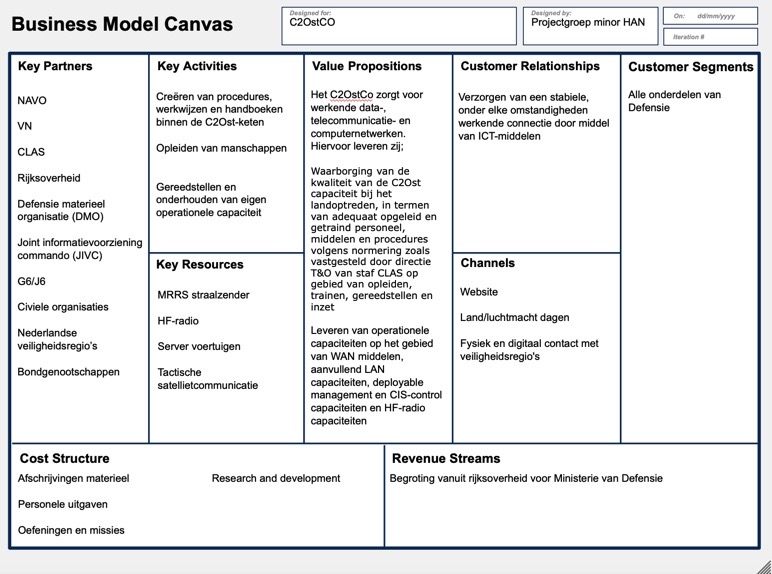 Business Model Canvas
Designed for:
C2OstCO
Designed by:
Projectgroep minor HAN
On: dd/mm/yyyy
Iteration #
Key Partners
NAVO
VN
CLAS
Rijksoverheid
Defensie materieel
organisatie (DMO)
Joint informatievoorziening
commando (JIVC)
G6/J6
Civiele organisaties
Nederlandse
veiligheidsregio's
Bondgenootschappen
Key Activities
Creëren van procedures,
werkwijzen en handboeken
binnen de C2Ost-keten
Opleiden van manschappen
Gereedstellen en
onderhouden van eigen
operationele capaciteit
Key Resources
MRRS straalzender
HF-radio
Server voertuigen
Tactische
satellietcommunicatie
Value Propositions
Het C2OstCo zorgt voor
werkende data-,
telecommunicatie- en
computernetwerken.
Hiervoor leveren zij;
Waarborging van de
kwaliteit van de C2Ost
capaciteit bij het
landoptreden, in termen
van adequaat opgeleid en
getraind personeel,
middelen en procedures
volgens normering zoals
vastgesteld door directie
T&O van staf CLAS op
gebied van opleiden,
trainen, gereedstellen en
inzet
Leveren van operationele
capaciteiten op het gebied
van WAN middelen,
aanvullend LAN
capaciteiten, deployable
management en CIS-control
capaciteiten en HF-radio
capaciteiten
Customer Relationships
Verzorgen van een stabiele,
onder elke omstandigheden
werkende connectie door middel
van ICT-middelen
Channels
Website
Land/luchtmacht dagen
Fysiek en digitaal contact met
veiligheidsregio's
Customer Segments
Alle onderdelen van
Defensie
Cost Structure
Afschrijvingen materieel
Research and development
Personele uitgaven
Oefeningen en missies
Revenue Streams
Begroting vanuit rijksoverheid voor Ministerie van Defensie